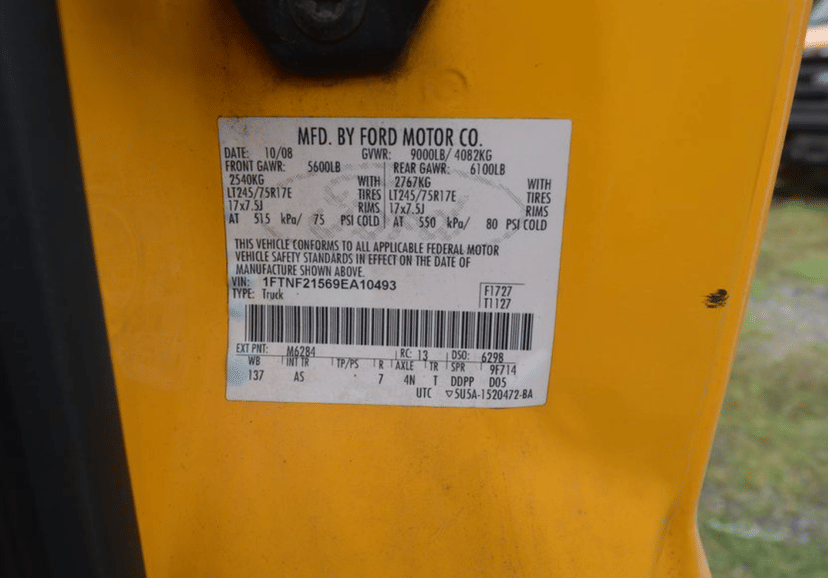 MFD. BY FORD MOTOR CO.
DATE: 10/08 GVWR: 9000LB/ 4082KG
FRONT GAWR: 5600LB REAR GAWR: 6100LB
2540KG WITH 2767KG WITH
LT245/75R17E TIRES LT245/75R17E TIRES
17x7.5J RIMS 17x7.5J RIMS
AT 515 kPa/ 75 PSI COLD AT 550 kPa/ 80 PSI COLD
THIS VEHICLE CONFORMS TO ALL APPLICABLE FEDERAL MOTOR
VEHICLE SAFETY STANDARDS IN EFFECT ON THE DATE OF
MANUFACTURE SHOWN ABOVE.
VIN: 1FTNF21569EA10493 F1727
TYPE: Truck T1127
EXT PNT: M6284 RC: 13 DSO: 6298
WB INT TR TP/PS R AXLE TR SPR 9F714
137 AS 7 4N T DDPP D05
UTC ▽5U5A-1520472-BA